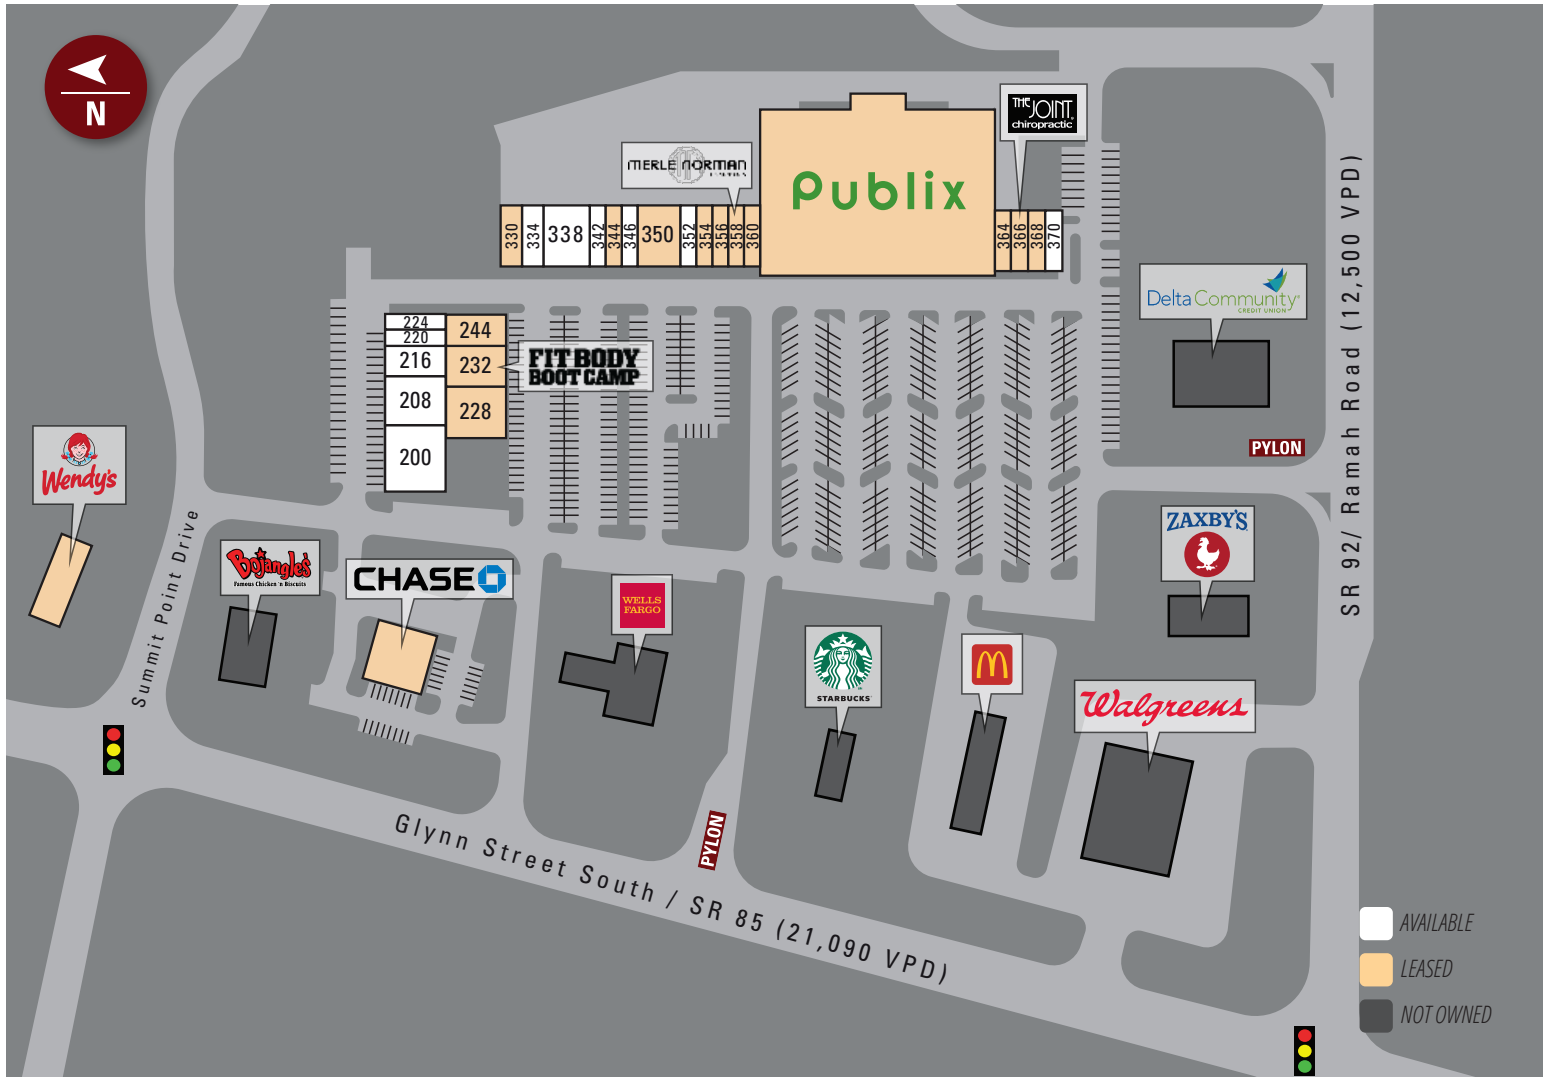 N
THE
JOINT
chiropractic
MERLE NORMAN
Publix
330
334
338
342
344
346
350
352
354
356
358
360
364
366
368
370
Delta Community
CREDIT UNION
SR 92/ Ramah Road (12,500 VPD)
224
220
216
208
200
244
232
228
FIT BODY
BOOT CAMP
PYLON
Wendy's
Summit Point Drive
Bojangles
Famous Chicken 'n Biscuits
CHASE
WELLS
FARGO
ZAXBY'S
STARBUCKS
Walgreens
PYLON
Glynn Street South / SR 85 (21,090 VPD)
AVAILABLE
LEASED
NOT OWNED